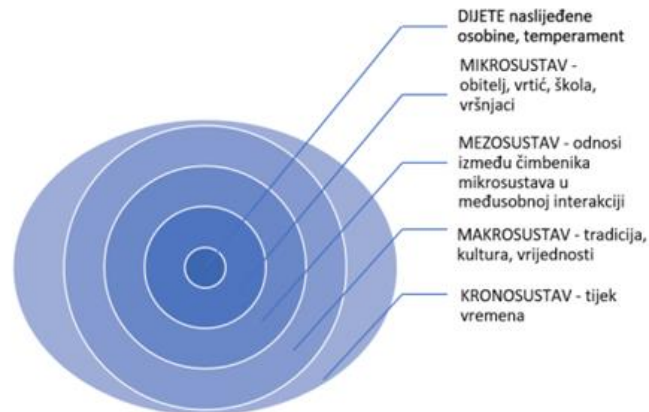 DIJETE naslijeđene
osobine, temperament
MIKROSUSTAV -
obitelj, vrtić, škola,
vršnjaci
MEZOSUSTAV - odnosi
između čimbenika
mikrosustava u
međusobnoj interakciji
MAKROSUSTAV - tradicija,
kultura, vrijednosti
KRONOSUSTAV - tijek
vremena